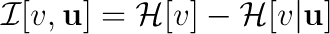 ℐ[v, 𝐮] = ℋ[v] − ℋ[v|𝐮]